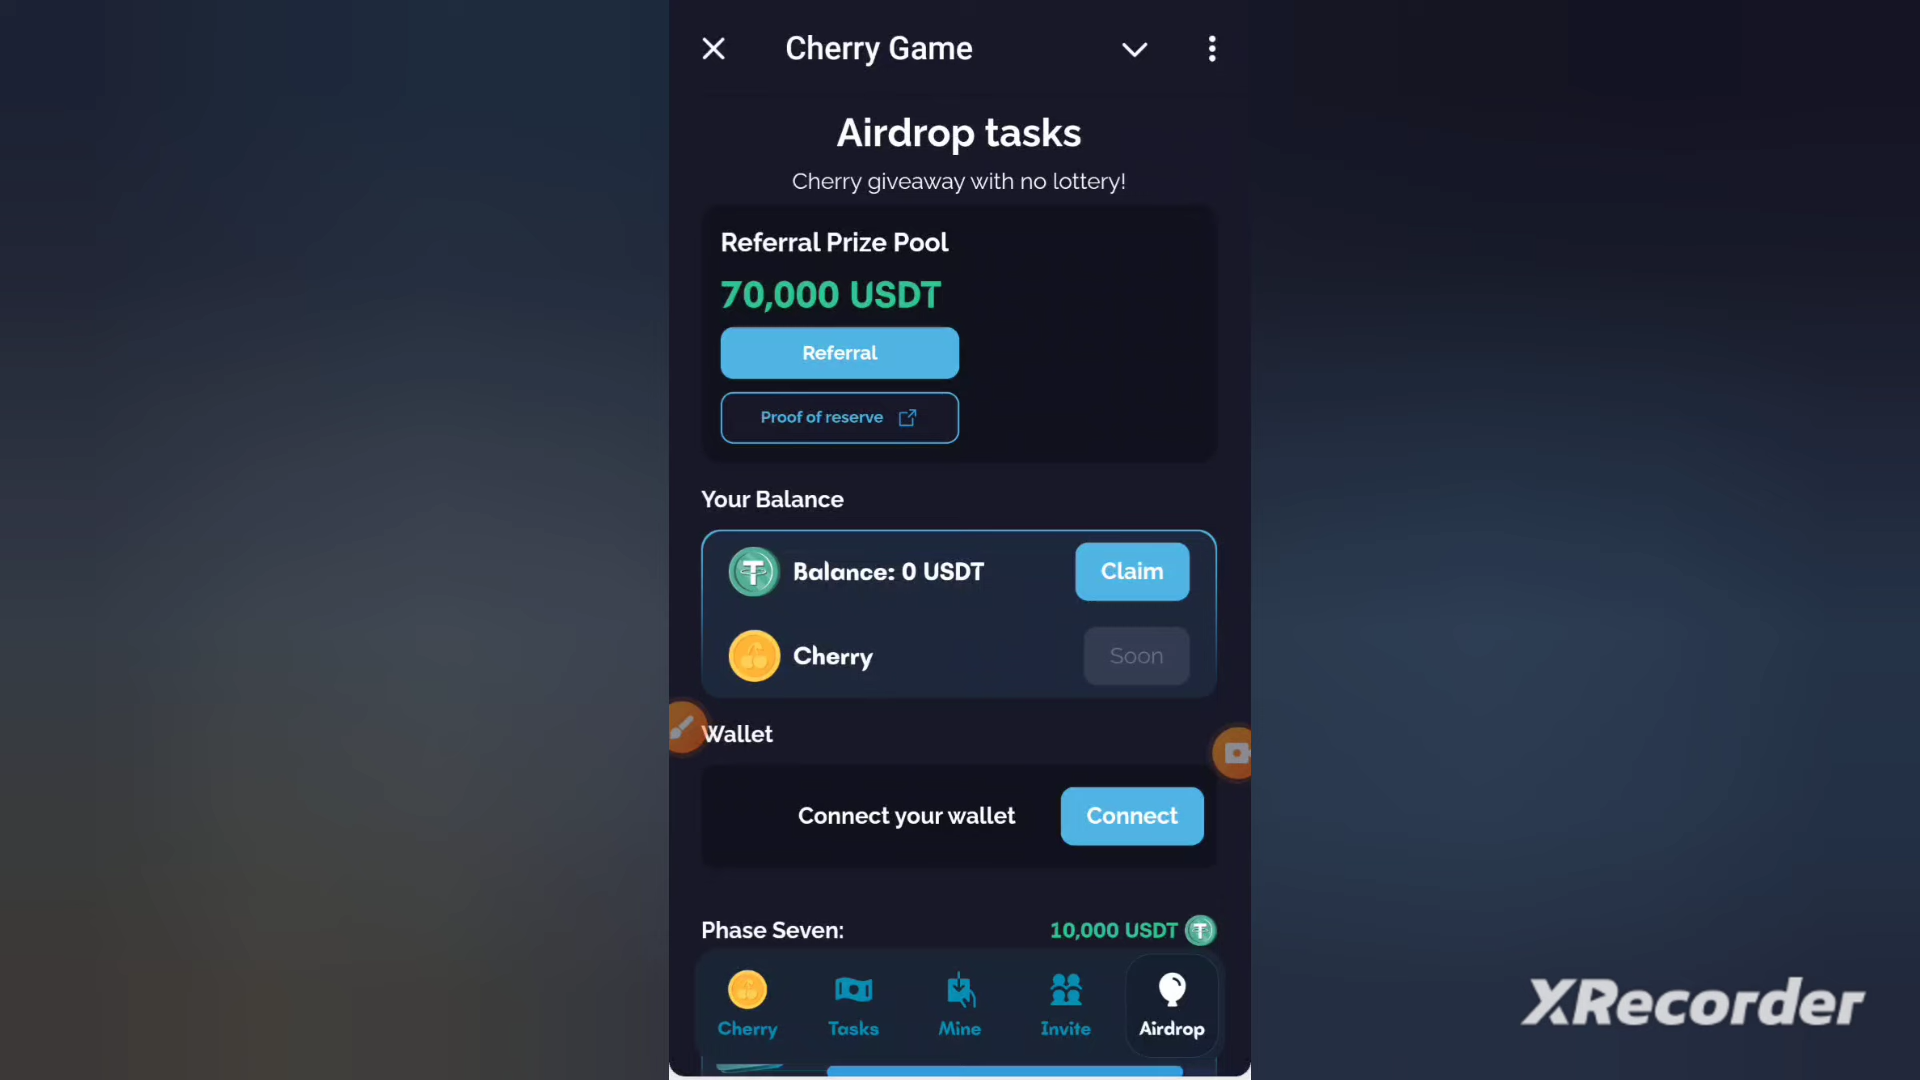 Cherry Game
Airdrop tasks
Cherry giveaway with no lottery!
Referral Prize Pool
70,000 USDT
Referral
Proof of reserve
Your Balance
Balance: 0 USDT
Claim
Cherry
Soon
Wallet
Connect your wallet
Connect
Phase Seven:
10,000 USDT
Cherry
Tasks
Mine
Invite
Airdrop
XRecorder